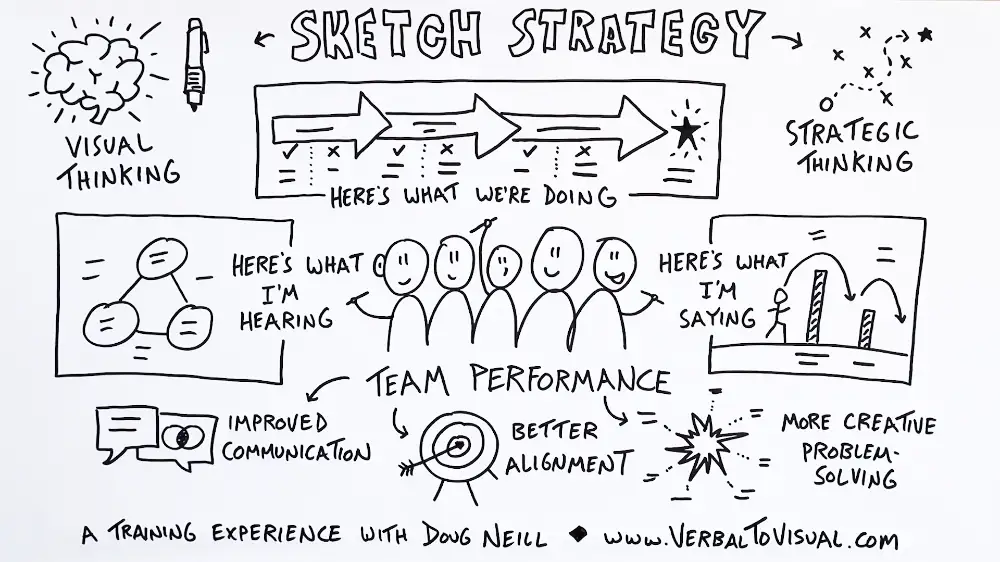 SKETCH STRATEGY
VISUAL
THINKING
STRATEGIC
THINKING
HERE'S WHAT WE'RE DOING
HERE'S WHAT
I'M
HEARING
HERE'S WHAT
I'M
SAYING
TEAM PERFORMANCE
IMPROVED
COMMUNICATION
BETTER
ALIGNMENT
MORE CREATIVE
PROBLEM-
SOLVING
A TRAINING EXPERIENCE WITH DOUG NEILL ◆ WWW.VERBALTOVISUAL.COM